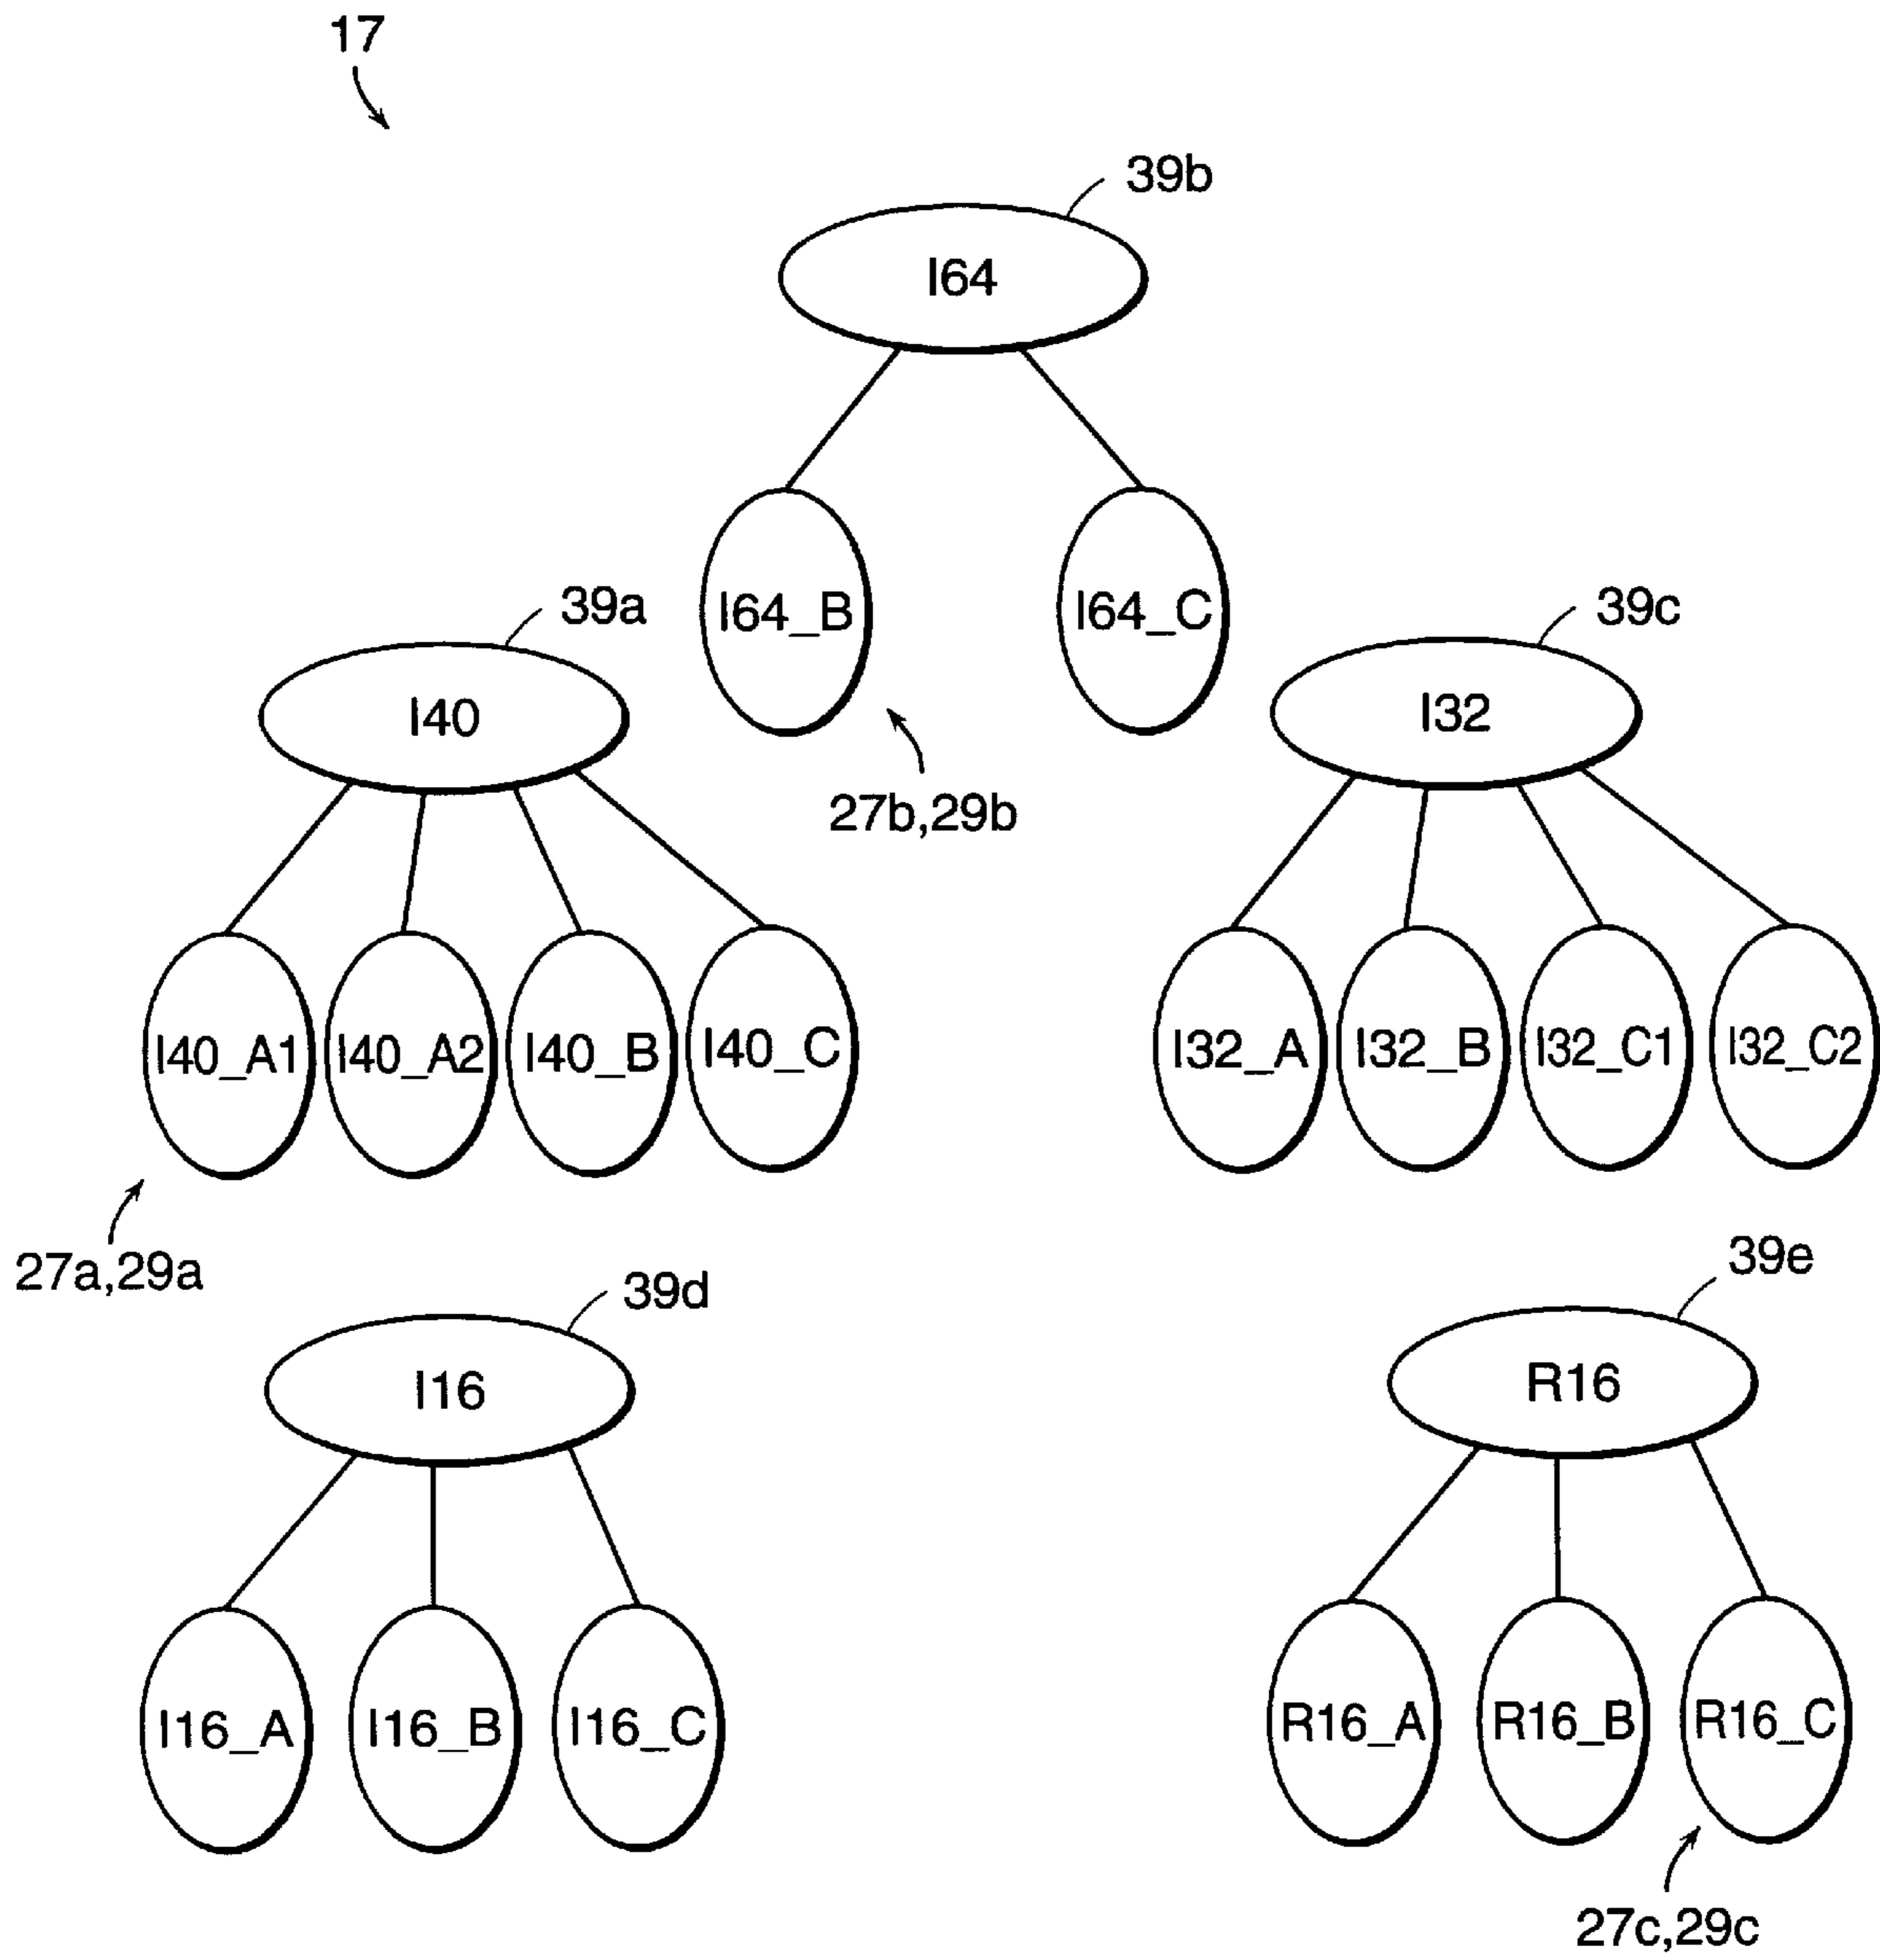 17
39b
I64
I64_B
I64_C
39a
I40
39c
I32
27b,29b
I40_A1
I40_A2
I40_B
I40_C
I32_A
I32_B
I32_C1
I32_C2
27a,29a
39d
I16
39e
R16
I16_A
I16_B
I16_C
R16_A
R16_B
R16_C
27c,29c